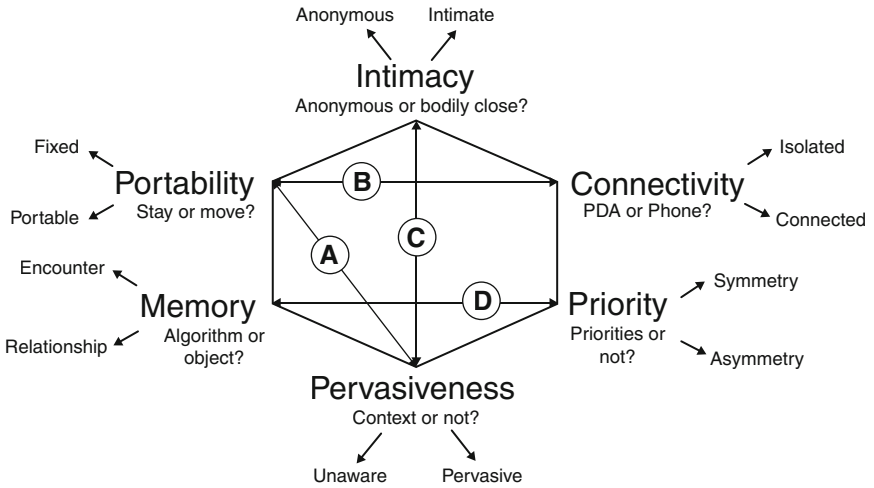 Anonymous
Intimate
Intimacy
Anonymous or bodily close?
Fixed
Portable
Portability
Stay or move?
Isolated
Connected
Connectivity
PDA or Phone?
B
C
A
D
Encounter
Relationship
Memory
Algorithm or
object?
Symmetry
Asymmetry
Priority
Priorities or
not?
Pervasiveness
Context or not?
Unaware
Pervasive